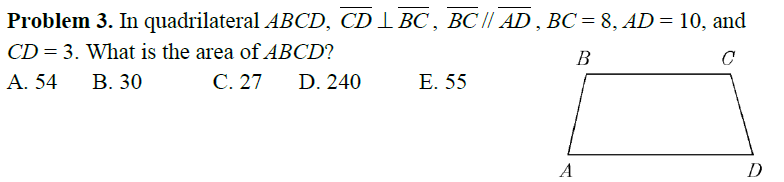 Problem 3. In quadrilateral ABCD, CD ⊥ BC, BC // AD, BC = 8, AD = 10, and
CD = 3. What is the area of ABCD?
A. 54 B. 30 C. 27 D. 240 E. 55
B C
A D